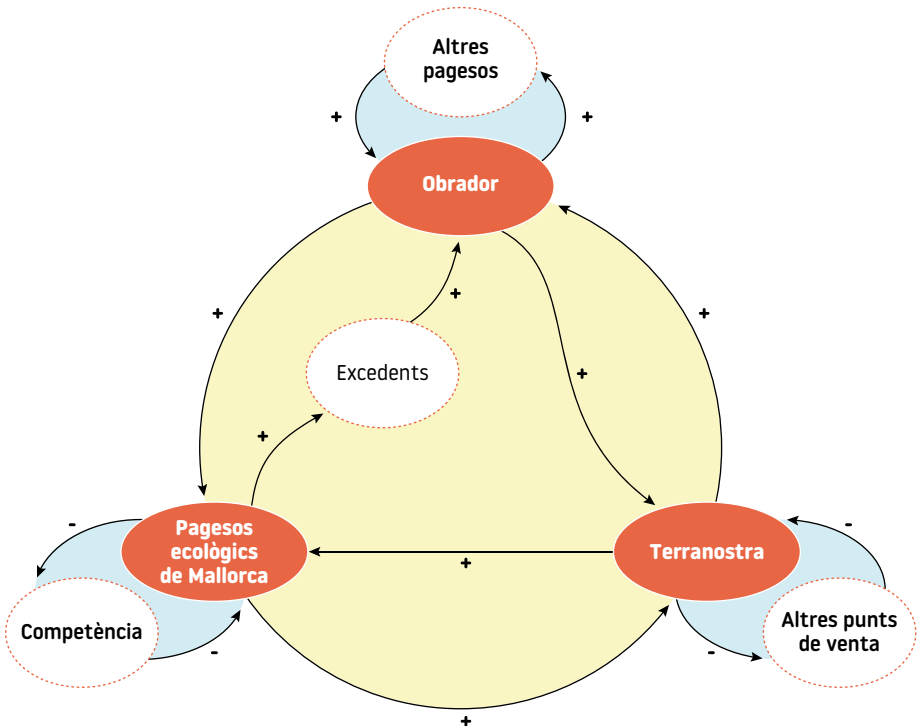 Altres
pagesos
+
+
Obrador
+
+
+
Excedents
+
+
-
Pagesos
ecològics
de Mallorca
+
Terranostra
-
Competència
-
-
Altres punts
de venta
+